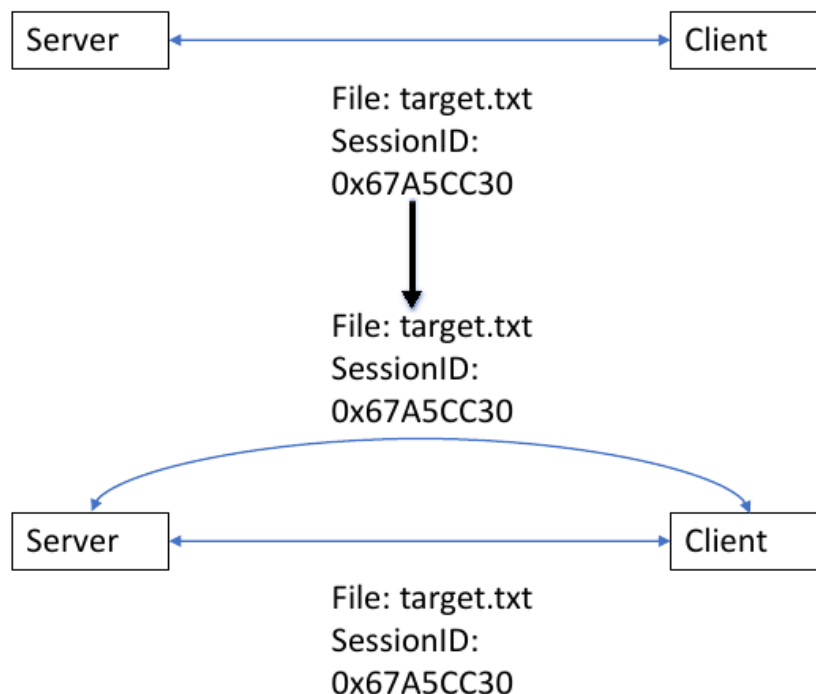 Server
Client
File: target.txt
SessionID:
0x67A5CC30
File: target.txt
SessionID:
0x67A5CC30
Server
Client
File: target.txt
SessionID:
0x67A5CC30